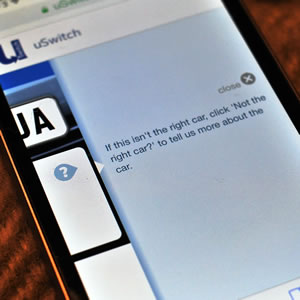 uSwitch
close
UA
If this isn't the right car, click 'Not the
right car?' to tell us more about the
car.
?